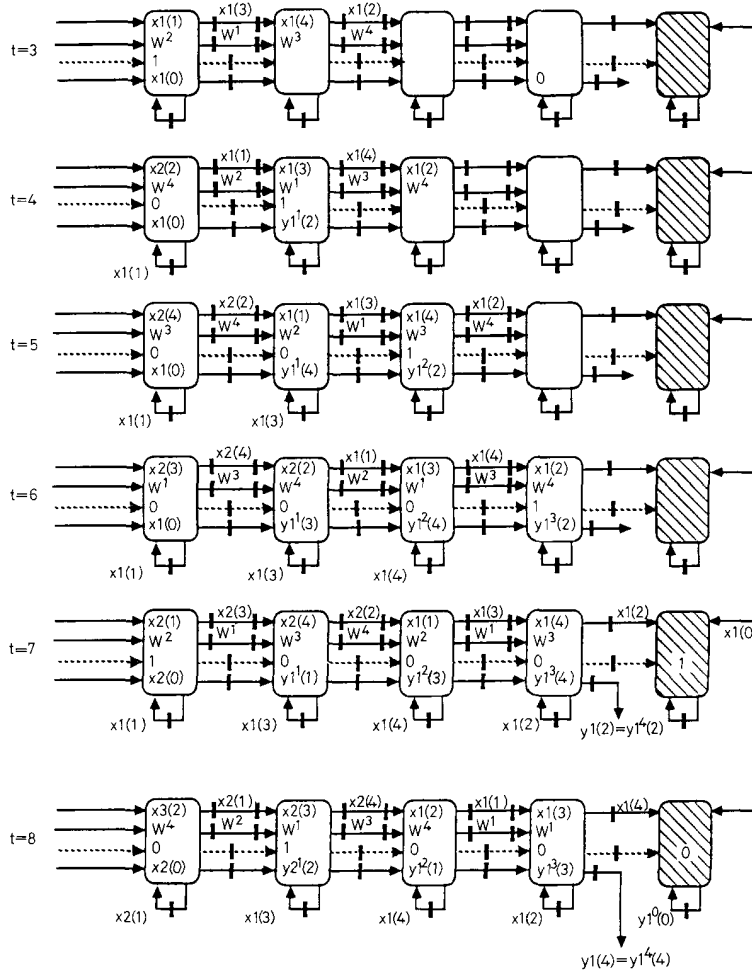 x1(3) x1(2)
x1(1) x1(4)
W² W¹ W³ W⁴
t=3
1
x1(0) 0
x1(1) x1(4)
x2(2) x1(3) x1(2)
W⁴ W² W¹ W³ W⁴
t=4
0 1
x1(0) y1¹(2)
x1(1)
x2(2) x1(3) x1(2)
x2(4) x1(1) x1(4)
W³ W⁴ W² W¹ W³ W⁴
t=5
0 0 1
x1(0) y1¹(4) y1²(2)
x1(1) x1(3)
x2(4) x1(1) x1(4)
x2(3) x2(2) x1(3) x1(2)
W¹ W³ W⁴ W² W¹ W³ W⁴
t=6
0 0 0 1
x1(0) y1¹(3) y1²(4) y1³(2)
x1(1) x1(3) x1(4)
x2(3) x2(2) x1(3) x1(2)
x2(1) x2(4) x1(1) x1(4) x1(0
W² W¹ W³ W⁴ W² W¹ W³
t=7
1 0 0 0 1
x2(0) y1¹(1) y1²(3) y1³(4)
x1(1) x1(3) x1(4) x1(2)
y1(2)=y1⁴(2)
x2(1) x2(4) x1(1) x1(4)
x3(2) x2(3) x1(2) x1(3)
W⁴ W² W¹ W³ W⁴ W¹ W¹
t=8
0 1 0 0 0
x2(0) y2¹(2) y1²(1) y1³(3)
x2(1) x1(3) x1(4) x1(2) y1⁰(0)
y1(4)=y1⁴(4)